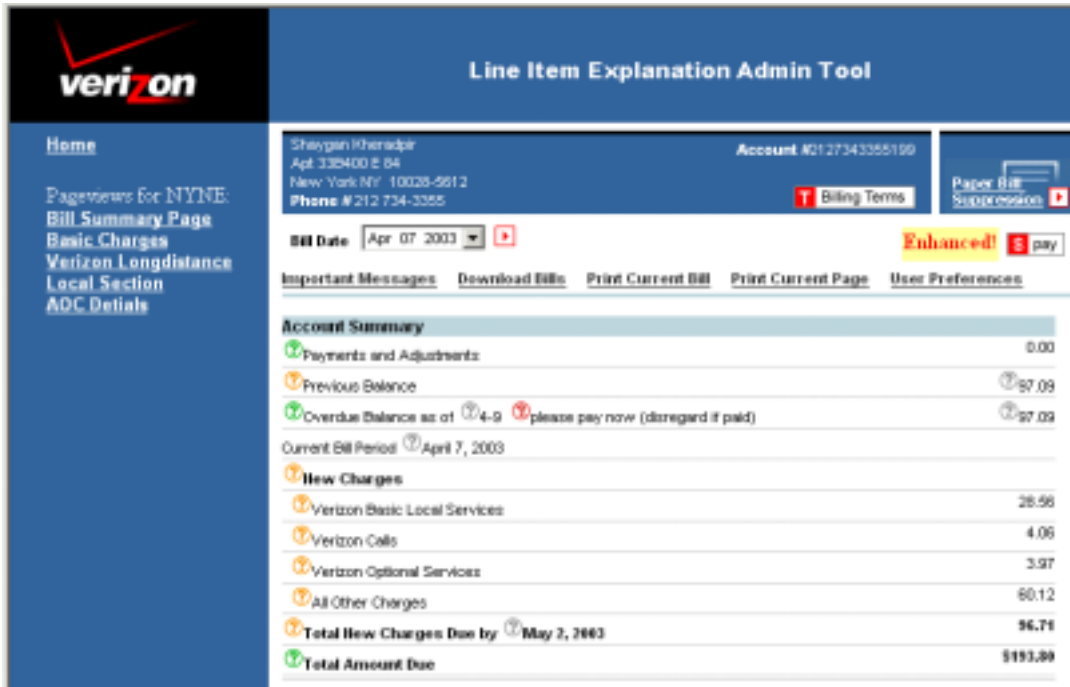 verizon
Line Item Explanation Admin Tool
Home
Pageviews for NYNE:
Bill Summary Page
Basic Charges
Verizon Longdistance
Local Section
AOC Detials
Shaygan Kheradpir
Apt 33B400 E 84
New York NY 10028-5612
Phone # 212 734-3355
Account #2127343355199
T Billing Terms
Paper Bill
Suppression
Bill Date Apr 07 2003
Enhanced! $ pay
Important Messages Download Bills Print Current Bill Print Current Page User Preferences
Account Summary
Payments and Adjustments 0.00
Previous Balance 97.09
Overdue Balance as of 4-9 please pay now (disregard if paid) 97.09
Current Bill Period April 7, 2003
New Charges
Verizon Basic Local Services 28.56
Verizon Calls 4.06
Verizon Optional Services 3.97
All Other Charges 60.12
Total New Charges Due by May 2, 2003 96.71
Total Amount Due $193.80